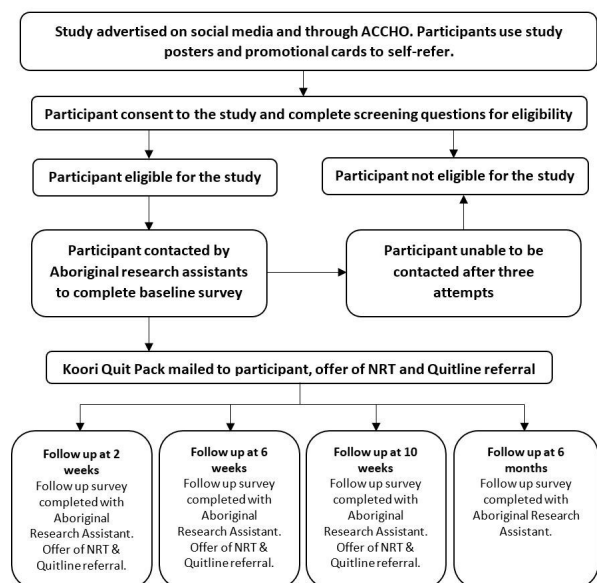 Study advertised on social media and through ACCHO. Participants use study
posters and promotional cards to self-refer.
Participant consent to the study and complete screening questions for eligibility
Participant eligible for the study
Participant not eligible for the study
Participant contacted by
Aboriginal research assistants
to complete baseline survey
Participant unable to be
contacted after three
attempts
Koori Quit Pack mailed to participant, offer of NRT and Quitline referral
Follow up at 2
weeks
Follow up survey
completed with
Aboriginal
Research Assistant.
Offer of NRT &
Quitline referral.
Follow up at 6
weeks
Follow up survey
completed with
Aboriginal
Research Assistant.
Offer of NRT &
Quitline referral.
Follow up at 10
weeks
Follow up survey
completed with
Aboriginal
Research Assistant.
Offer of NRT &
Quitline referral.
Follow up at 6
months
Follow up survey
completed with
Aboriginal Research
Assistant.